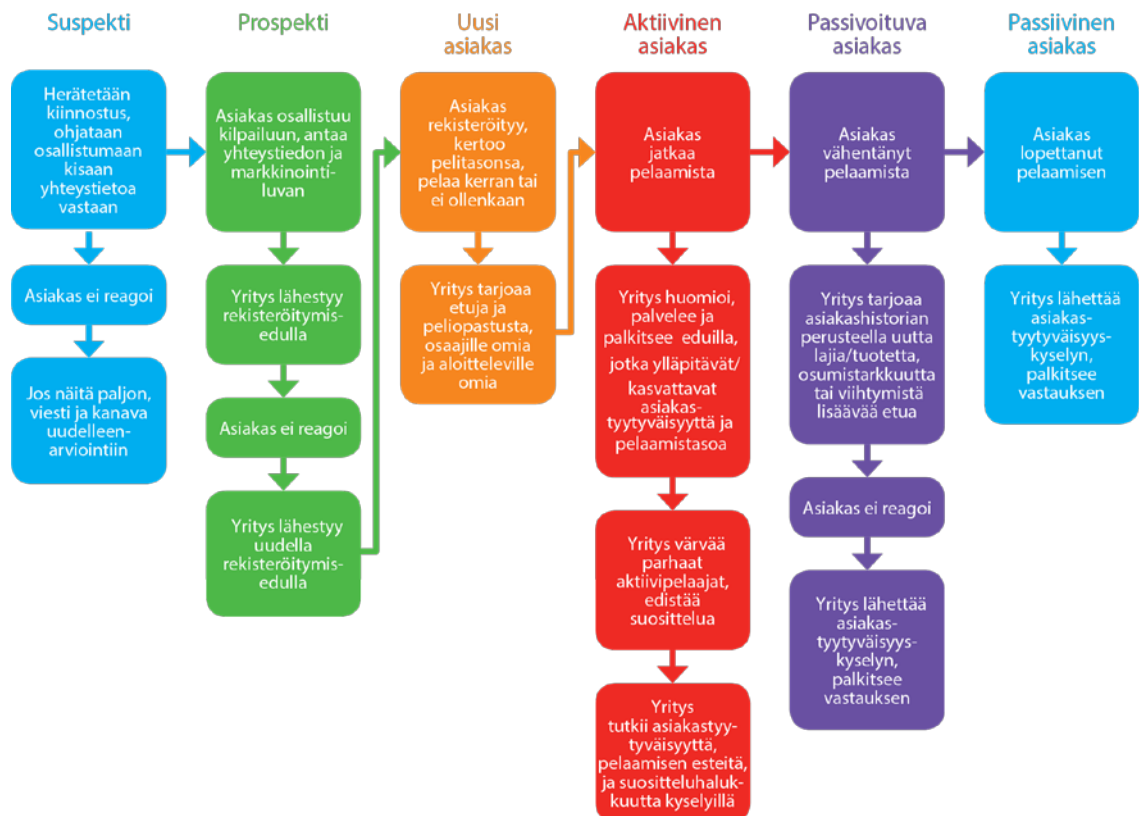 Suspekti
Prospekti
Uusi
asiakas
Aktiivinen
asiakas
Passivoituva
asiakas
Passiivinen
asiakas
Herätetään
kiinnostus,
ohjataan
osallistumaan
kisaan
yhteystietoa
vastaan
Asiakas ei reagoi
Jos näitä paljon,
viesti ja kanava
uudelleen-
arviointiin
Asiakas osallistuu
kilpailuun, antaa
yhteystiedon ja
markkinointi-
luvan
Yritys lähestyy
rekisteröitymis-
edulla
Asiakas ei reagoi
Yritys lähestyy
uudella
rekisteröitymis-
edulla
Asiakas
rekisteröityy,
kertoo
pelitasonsa,
pelaa kerran tai
ei ollenkaan
Yritys tarjoaa
etuja ja
peliopastusta,
osaajille omia
ja aloitteleville
omia
Asiakas
jatkaa
pelaamista
Yritys huomioi,
palvelee ja
palkitsee eduilla,
jotka ylläpitävät/
kasvattavat
asiakas-
tyytyväisyyttä ja
pelaamistasoa
Yritys värvää
parhaat
aktiivipelaajat,
edistää
suosittelua
Yritys
tutkii asiakastyy-
tyväisyyttä,
pelaamisen esteitä,
ja suositteluhaluk-
kuutta kyselyillä
Asiakas
vähentänyt
pelaamista
Yritys tarjoaa
asiakashistorian
perusteella uutta
lajia/tuotetta,
osumistarkkuutta
tai viihtymistä
lisäävää etua
Asiakas ei reagoi
Yritys lähettää
asiakas-
tyytyväisyys-
kyselyn,
palkitsee
vastauksen
Asiakas
lopettanut
pelaamisen
Yritys lähettää
asiakas-
tyytyväisyys-
kyselyn,
palkitsee
vastauksen